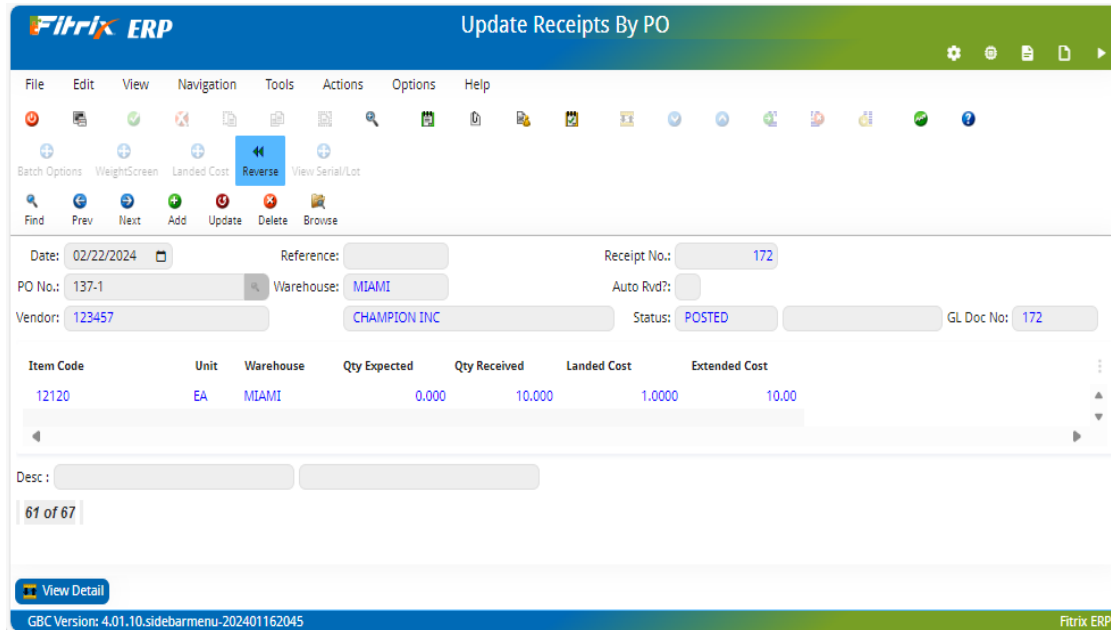 Fitrix ERP
Update Receipts By PO
File Edit View Navigation Tools Actions Options Help
Batch Options WeightScreen Landed Cost Reverse View Serial/Lot
Find Prev Next Add Update Delete Browse
Date: 02/22/2024 Reference: Receipt No.: 172
PO No.: 137-1 Warehouse: MIAMI Auto Rvd?:
Vendor: 123457 CHAMPION INC Status: POSTED GL Doc No: 172
Item Code Unit Warehouse Qty Expected Qty Received Landed Cost Extended Cost
12120 EA MIAMI 0.000 10.000 1.0000 10.00
Desc :
61 of 67
View Detail
GBC Version: 4.01.10.sidebarmenu-202401162045 Fitrix ERP